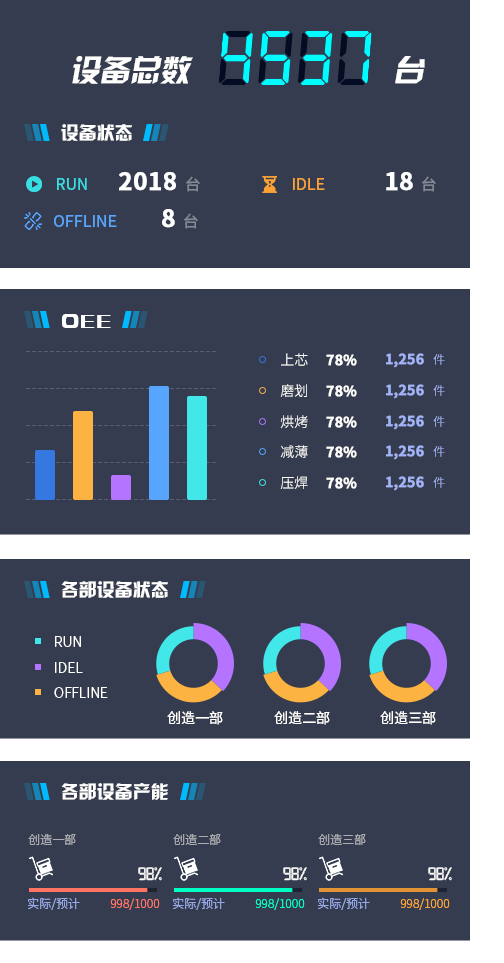 设备总数 4537 台
设备状态
RUN 2018 台 IDLE 18 台
OFFLINE 8 台
OEE
上芯 78% 1,256 件
磨划 78% 1,256 件
烘烤 78% 1,256 件
减薄 78% 1,256 件
压焊 78% 1,256 件
各部设备状态
RUN
IDEL
OFFLINE
创造一部 创造二部 创造三部
各部设备产能
创造一部 创造二部 创造三部
98% 98% 98%
实际/预计 998/1000 实际/预计 998/1000 实际/预计 998/1000